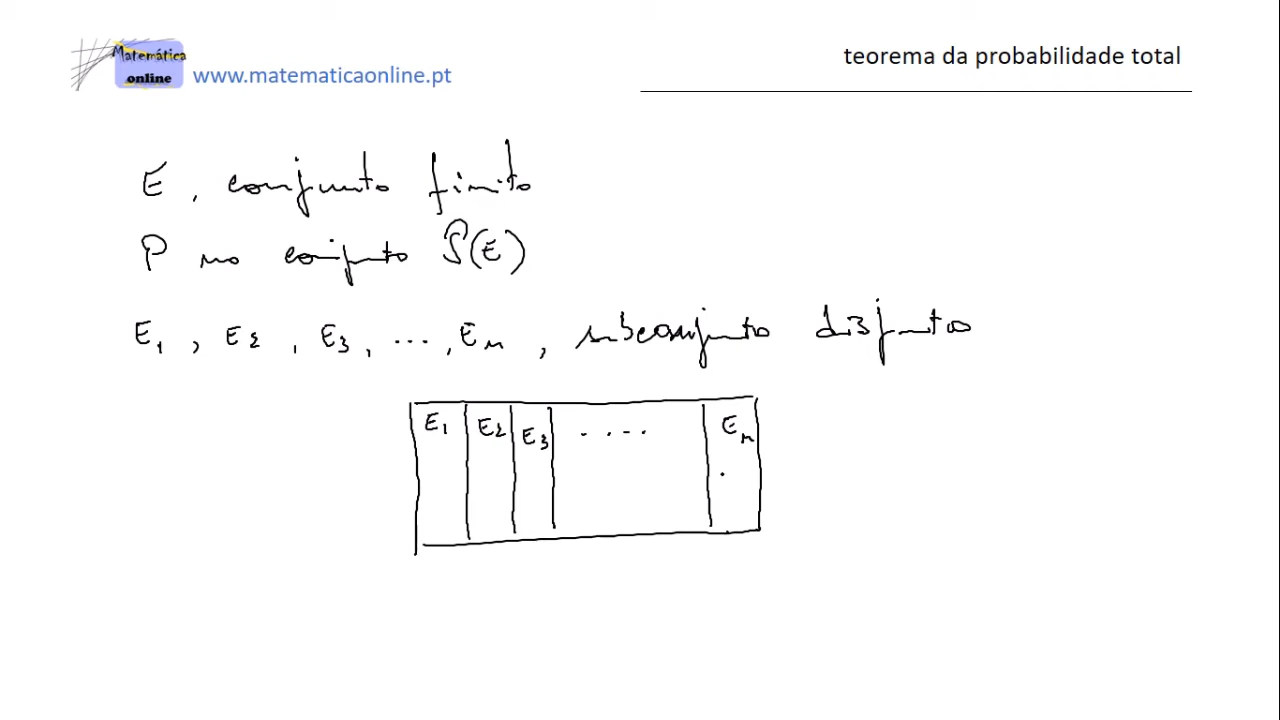 Matemática
online
www.matematicaonline.pt
teorema da probabilidade total
E, conjunto finito
P no conjunto P(E)
E1, E2, E3, ..., En, subconjunto disjunto
E1 E2 E3 .... En